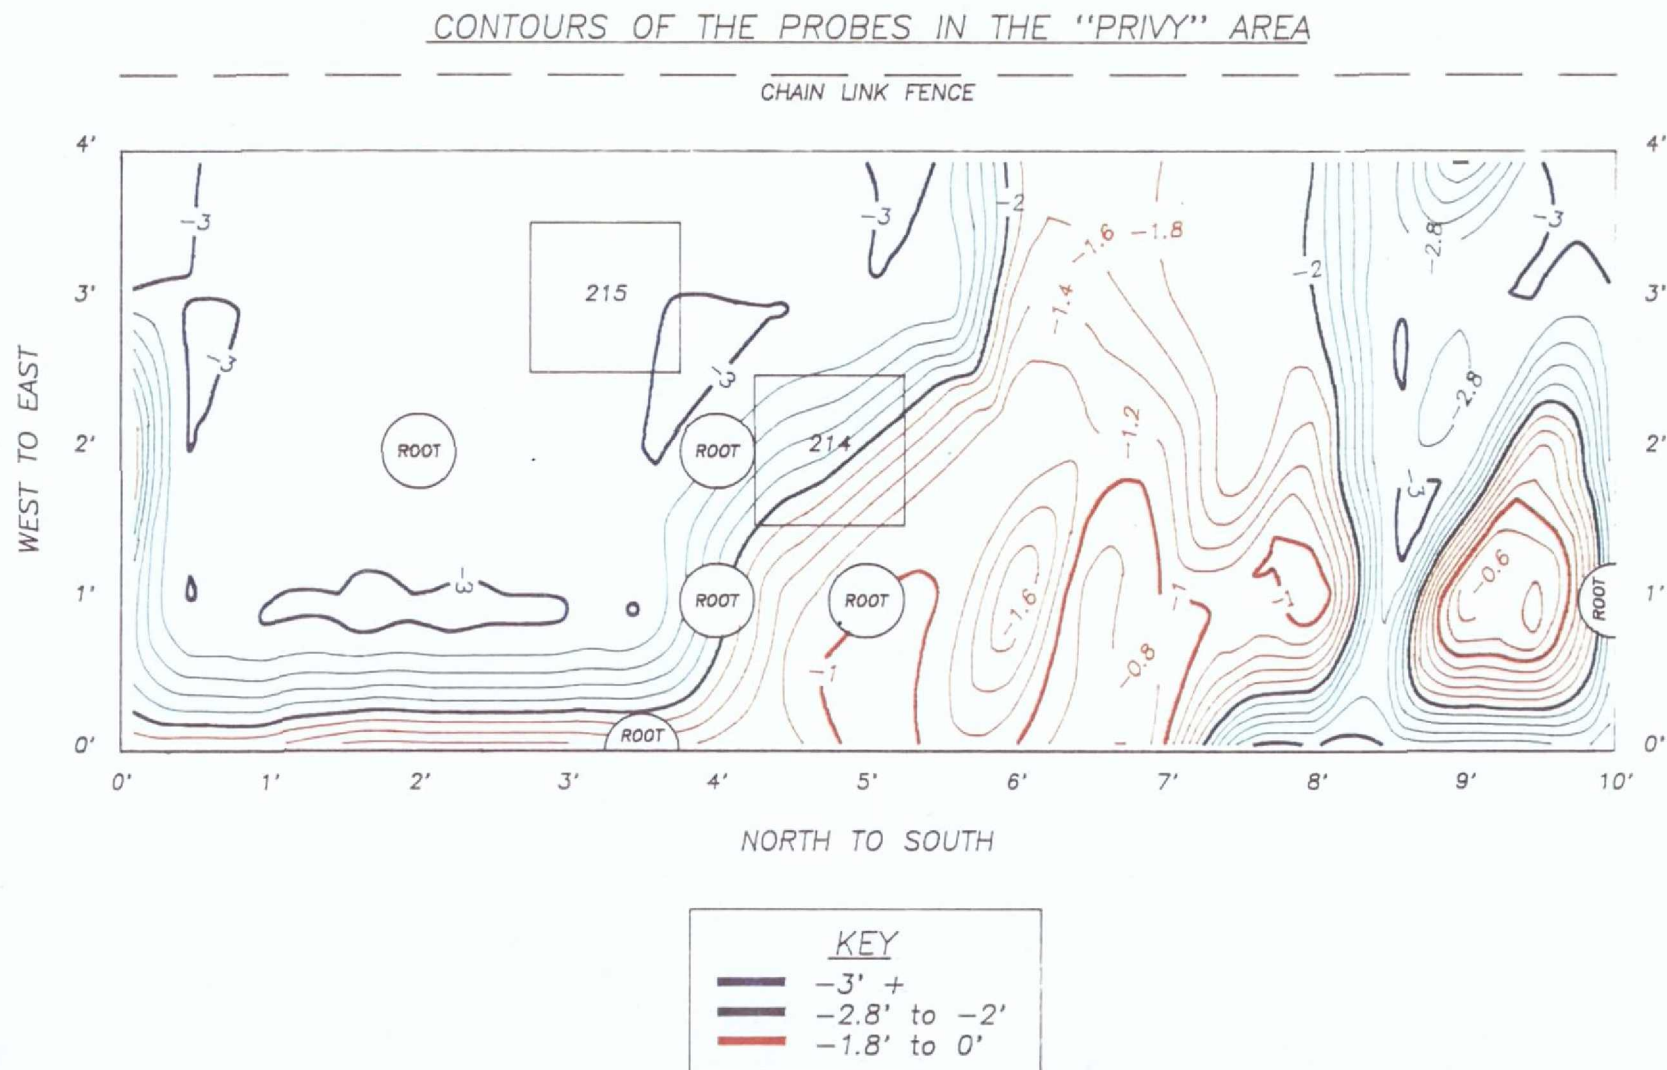 CONTOURS OF THE PROBES IN THE "PRIVY" AREA
CHAIN LINK FENCE
4' 4'
-3 -3 -2 -1.6 -1.8 -2.8 -3
3' 215 -1.4 -2 3'
-3 -3 -2.8
2' ROOT ROOT 214 -1.2 -3 2'
1' -3 ROOT ROOT -1.6 -1 -1 -0.6 ROOT 1'
-1 -0.8
ROOT
0' 0'
0' 1' 2' 3' 4' 5' 6' 7' 8' 9' 10'
WEST TO EAST
NORTH TO SOUTH
KEY
-3' +
-2.8' to -2'
-1.8' to 0'